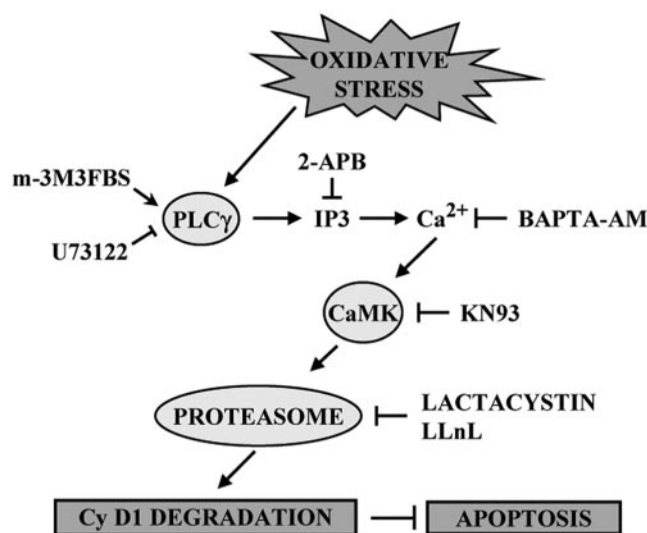 OXIDATIVE
STRESS
2-APB
m-3M3FBS
PLCγ
IP3
Ca²⁺
BAPTA-AM
U73122
CaMK
KN93
PROTEASOME
LACTACYSTIN
LLnL
Cy D1 DEGRADATION
APOPTOSIS